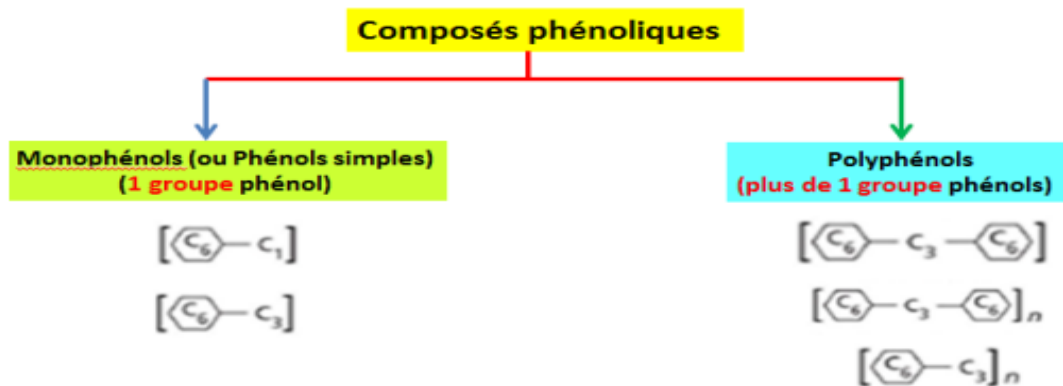 Composés phénoliques
Monophénols (ou Phénols simples)
(1 groupe phénol)
[C₆—C₁]
[C₆—C₃]
Polyphénols
(plus de 1 groupe phénols)
[C₆—C₃—C₆]
[C₆—C₃—C₆]ₙ
[C₆—C₃]ₙ